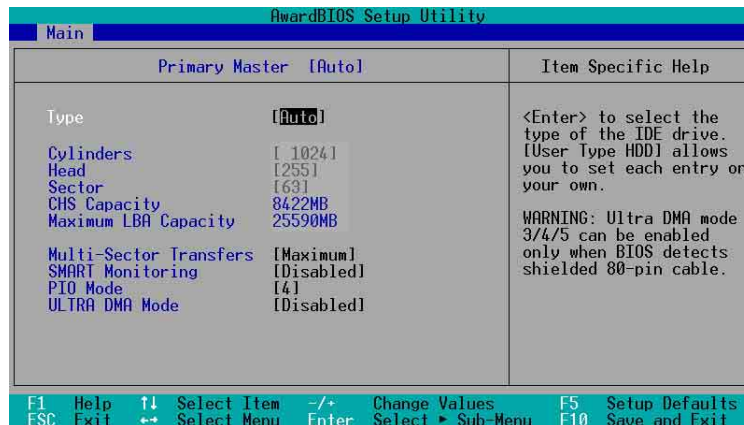 AwardBIOS Setup Utility
Main
Primary Master [Auto]
Item Specific Help
Type [Auto]
Cylinders [ 1024]
Head [255]
Sector [63]
CHS Capacity 8422MB
Maximum LBA Capacity 25590MB
Multi-Sector Transfers [Maximum]
SMART Monitoring [Disabled]
PIO Mode [4]
ULTRA DMA Mode [Disabled]
<Enter> to select the
type of the IDE drive.
[User Type HDD] allows
you to set each entry on
your own.
WARNING: Ultra DMA mode
3/4/5 can be enabled
only when BIOS detects
shielded 80-pin cable.
F1 Help ↑↓ Select Item -/+ Change Values F5 Setup Defaults
ESC Exit ←→ Select Menu Enter Select ► Sub-Menu F10 Save and Exit